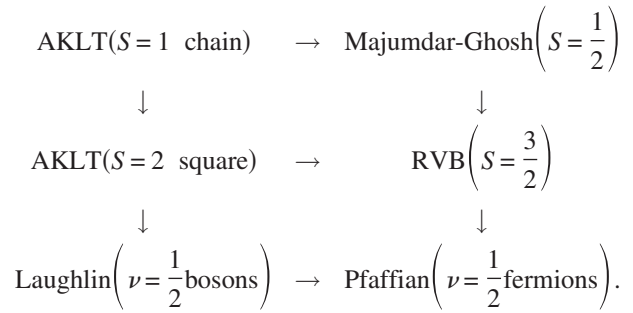 AKLT(S = 1 chain) → Majumdar-Ghosh(S = 1/2)
↓ ↓
AKLT(S = 2 square) → RVB(S = 3/2)
↓ ↓
Laughlin(ν = 1/2 bosons) → Pfaffian(ν = 1/2 fermions).